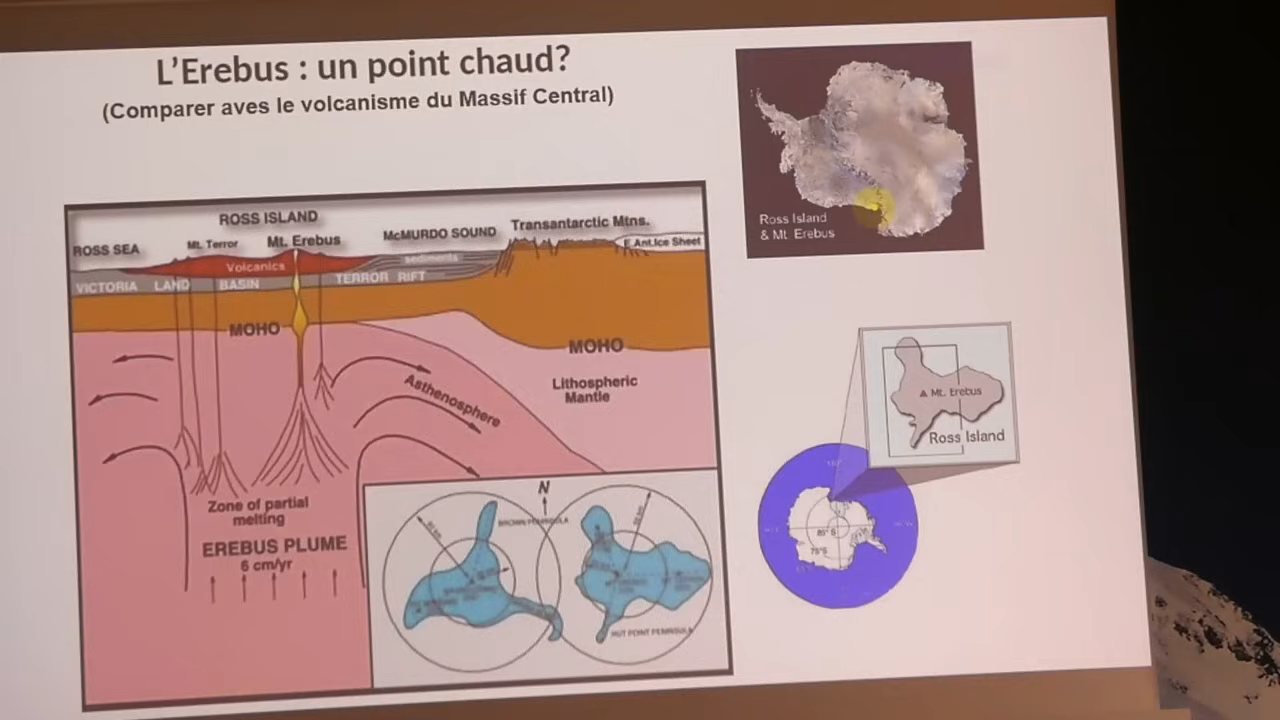 L'Erebus : un point chaud?
(Comparer aves le volcanisme du Massif Central)
ROSS ISLAND
ROSS SEA
Mt. Terror
Mt. Erebus
McMURDO SOUND
Transantarctic Mtns.
E.Ant.Ice Sheet
Volcanics
sediments
VICTORIA LAND BASIN
TERROR RIFT
MOHO
MOHO
Lithospheric
Mantle
Asthenosphere
Zone of partial
melting
EREBUS PLUME
6 cm/yr
N
BROWN PENINSULA
HUT POINT PENINSULA
Ross Island
& Mt. Erebus
Mt. Erebus
Ross Island
85° S
75°S